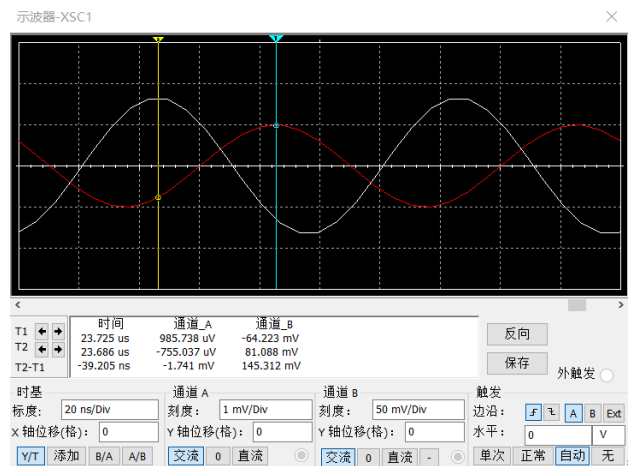 示波器-XSC1
1
1
时间 通道_A 通道_B
T1 23.725 us 985.738 uV -64.223 mV
T2 23.686 us -755.037 uV 81.088 mV
T2-T1 -39.205 ns -1.741 mV 145.312 mV
反向
保存
外触发
时基
标度: 20 ns/Div
X 轴位移(格): 0
Y/T 添加 B/A A/B
通道 A
刻度: 1 mV/Div
Y 轴位移(格): 0
交流 0 直流
通道 B
刻度: 50 mV/Div
Y 轴位移(格): 0
交流 0 直流 -
触发
边沿: A B Ext
水平: 0 V
单次 正常 自动 无